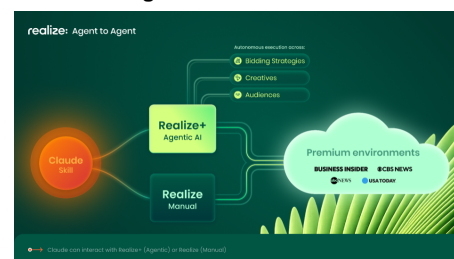 realize: Agent to Agent
Autonomous execution across:
Bidding Strategies
Creatives
Audiences
Realize+
Agentic AI
Claude
Skill
Realize
Manual
Premium environments
BUSINESS INSIDER
CBS NEWS
abc NEWS
USA TODAY
Claude can interact with Realize+ (Agentic) or Realize (Manual)